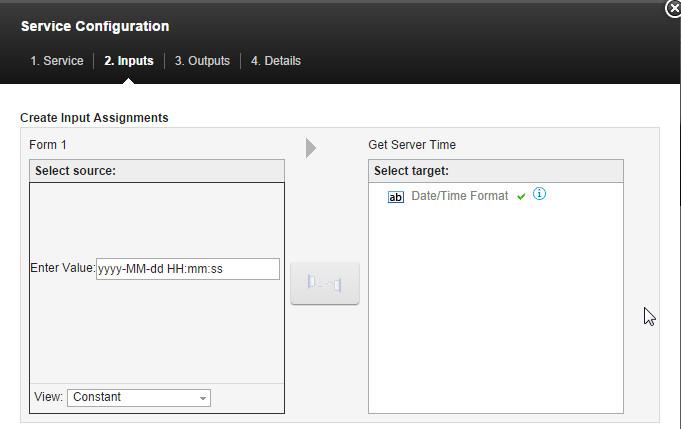 Service Configuration
1. Service 2. Inputs 3. Outputs 4. Details
Create Input Assignments
Form 1 Get Server Time
Select source: Select target:
ab Date/Time Format
Enter Value: yyyy-MM-dd HH:mm:ss
View: Constant